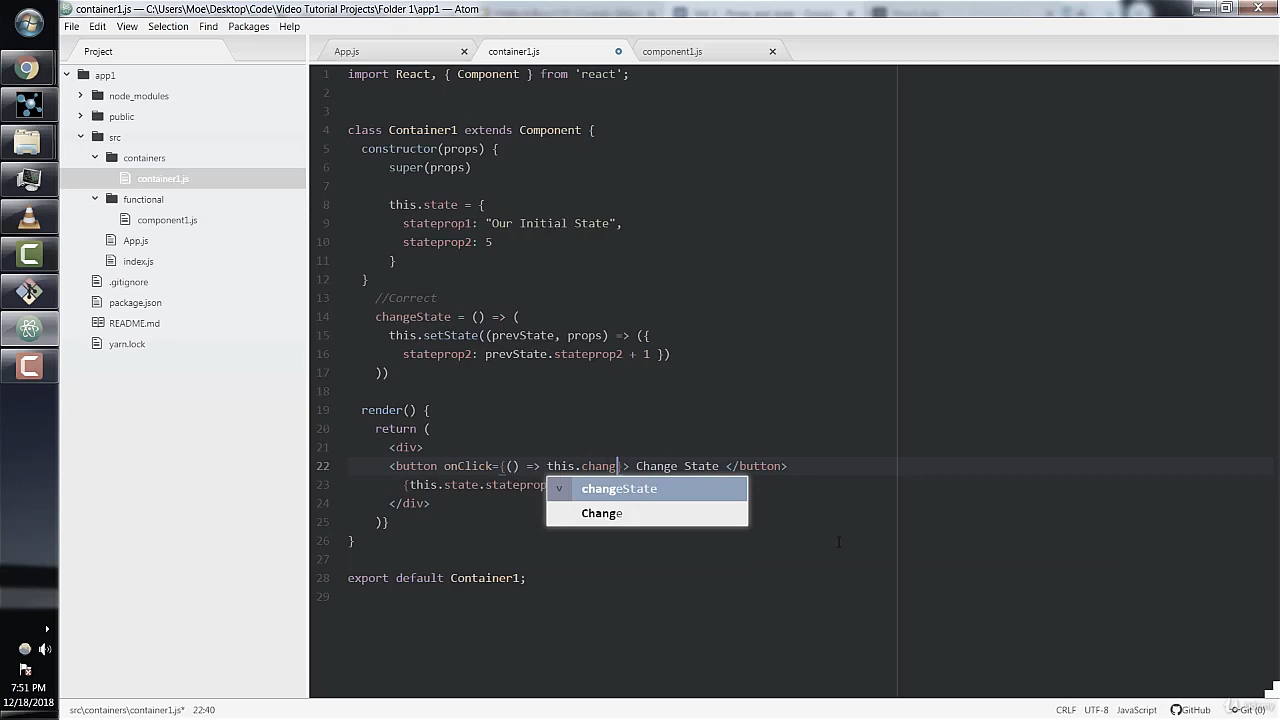 container1.js — C:\Users\Moe\Desktop\Code\Video Tutorial Projects\Folder 1\app1 — Atom
File Edit View Selection Find Packages Help
Project
App.js container1.js component1.js
app1
node_modules
public
src
containers
container1.js
functional
component1.js
App.js
index.js
.gitignore
package.json
README.md
yarn.lock
1 import React, { Component } from 'react';
2
3
4 class Container1 extends Component {
5 constructor(props) {
6 super(props)
7
8 this.state = {
9 stateprop1: "Our Initial State",
10 stateprop2: 5
11 }
12 }
13 //Correct
14 changeState = () => (
15 this.setState((prevState, props) => ({
16 stateprop2: prevState.stateprop2 + 1 })
17 ))
18
19 render() {
20 return (
21 <div>
22 <button onClick={() => this.chang}> Change State </button>
23 {this.state.stateprop
changeState
24 </div>
Change
25 )}
26 }
27
28 export default Container1;
29
7:51 PM
12/18/2018
src\containers\container1.js* 22:40
CRLF UTF-8 JavaScript GitHub Git (0)